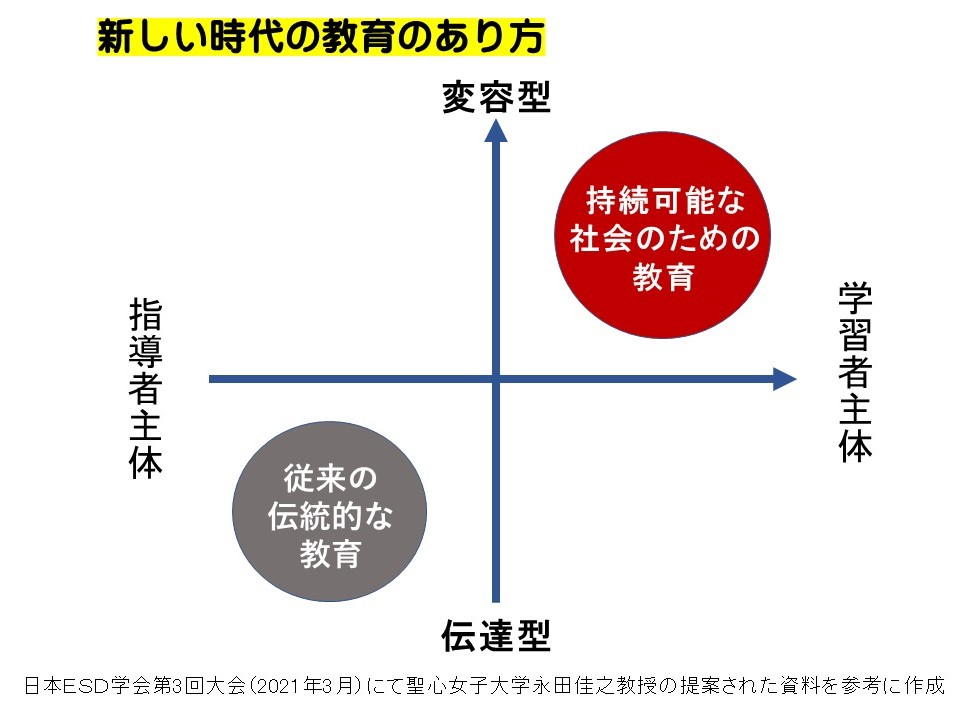 新しい時代の教育のあり方
変容型
持続可能な
社会のための
教育
指導者主体
学習者主体
従来の
伝統的な
教育
伝達型
日本ESD学会第3回大会(2021年3月)にて聖心女子大学永田佳之教授の提案された資料を参考に作成